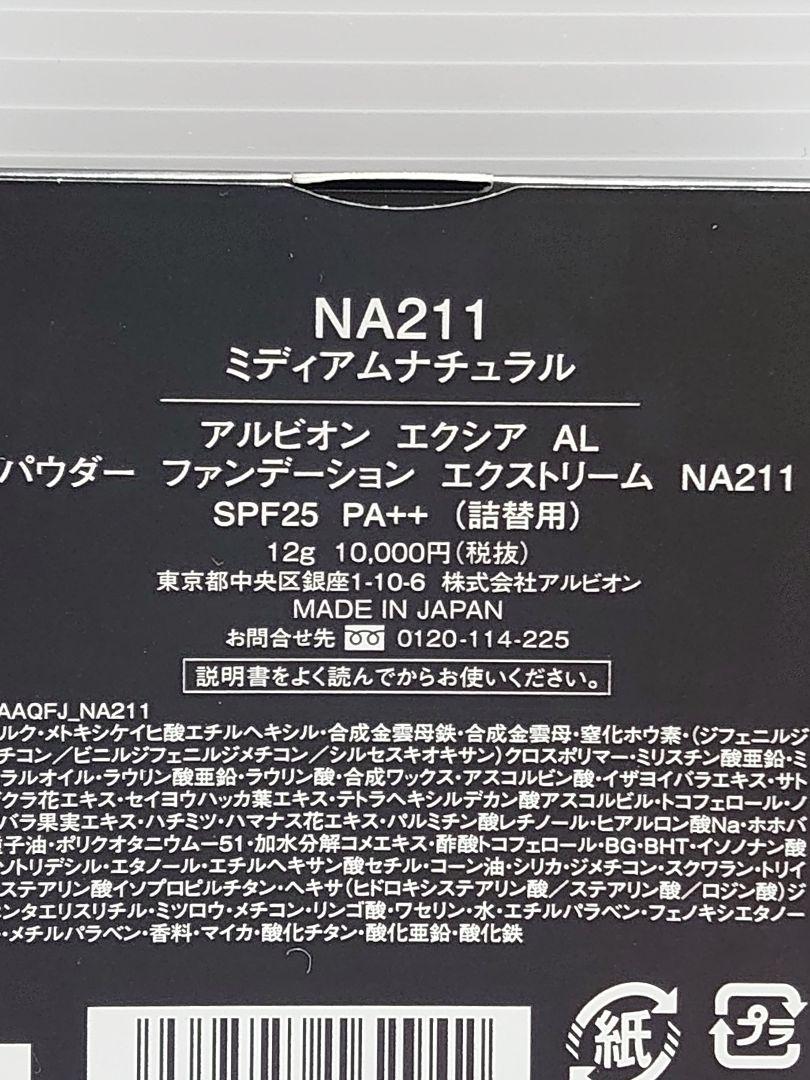 NA211
ミディアムナチュラル
アルビオン エクシア AL
パウダー ファンデーション エクストリーム NA211
SPF25 PA++ (詰替用)
12g 10,000円(税抜)
東京都中央区銀座1-10-6 株式会社アルビオン
MADE IN JAPAN
お問合せ先 0120-114-225
説明書をよく読んでからお使いください。
AAQFJ_NA211
ルク・メトキシケイヒ酸エチルヘキシル・合成金雲母鉄・合成金雲母・窒化ホウ素・(ジフェニルジ
チコン/ビニルジフェニルジメチコン/シルセスキオキサン)クロスポリマー・ミリスチン酸亜鉛・ミ
ラルオイル・ラウリン酸亜鉛・ラウリン酸・合成ワックス・アスコルビン酸・イザヨイバラエキス・サト
ザクラ花エキス・セイヨウハッカ葉エキス・テトラヘキシルデカン酸アスコルビル・トコフェロール・ノ
バラ果実エキス・ハチミツ・ハマナス花エキス・パルミチン酸レチノール・ヒアルロン酸Na・ホホバ
種子油・ポリクオタニウム-51・加水分解コメエキス・酢酸トコフェロール・BG・BHT・イソノナン酸
ソトリデシル・エタノール・エチルヘキサン酸セチル・コーン油・シリカ・ジメチコン・スクワラン・トリイ
ステアリン酸イソプロピルチタン・ヘキサ(ヒドロキシステアリン酸/ステアリン酸/ロジン酸)ジ
ンタエリスリチル・ミツロウ・メチコン・リンゴ酸・ワセリン・水・エチルパラベン・フェノキシエタノー
・メチルパラベン・香料・マイカ・酸化チタン・酸化亜鉛・酸化鉄
紙
プラ